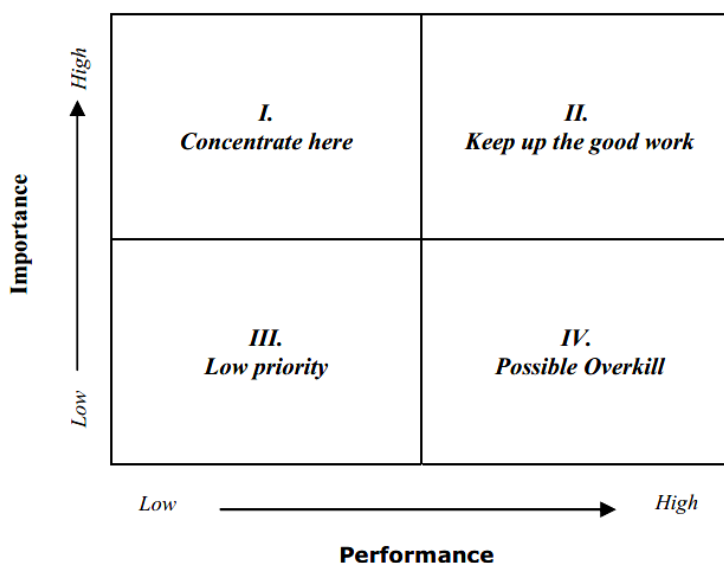 High
I.
Concentrate here
II.
Keep up the good work
Importance
III.
Low priority
IV.
Possible Overkill
Low
Low
High
Performance